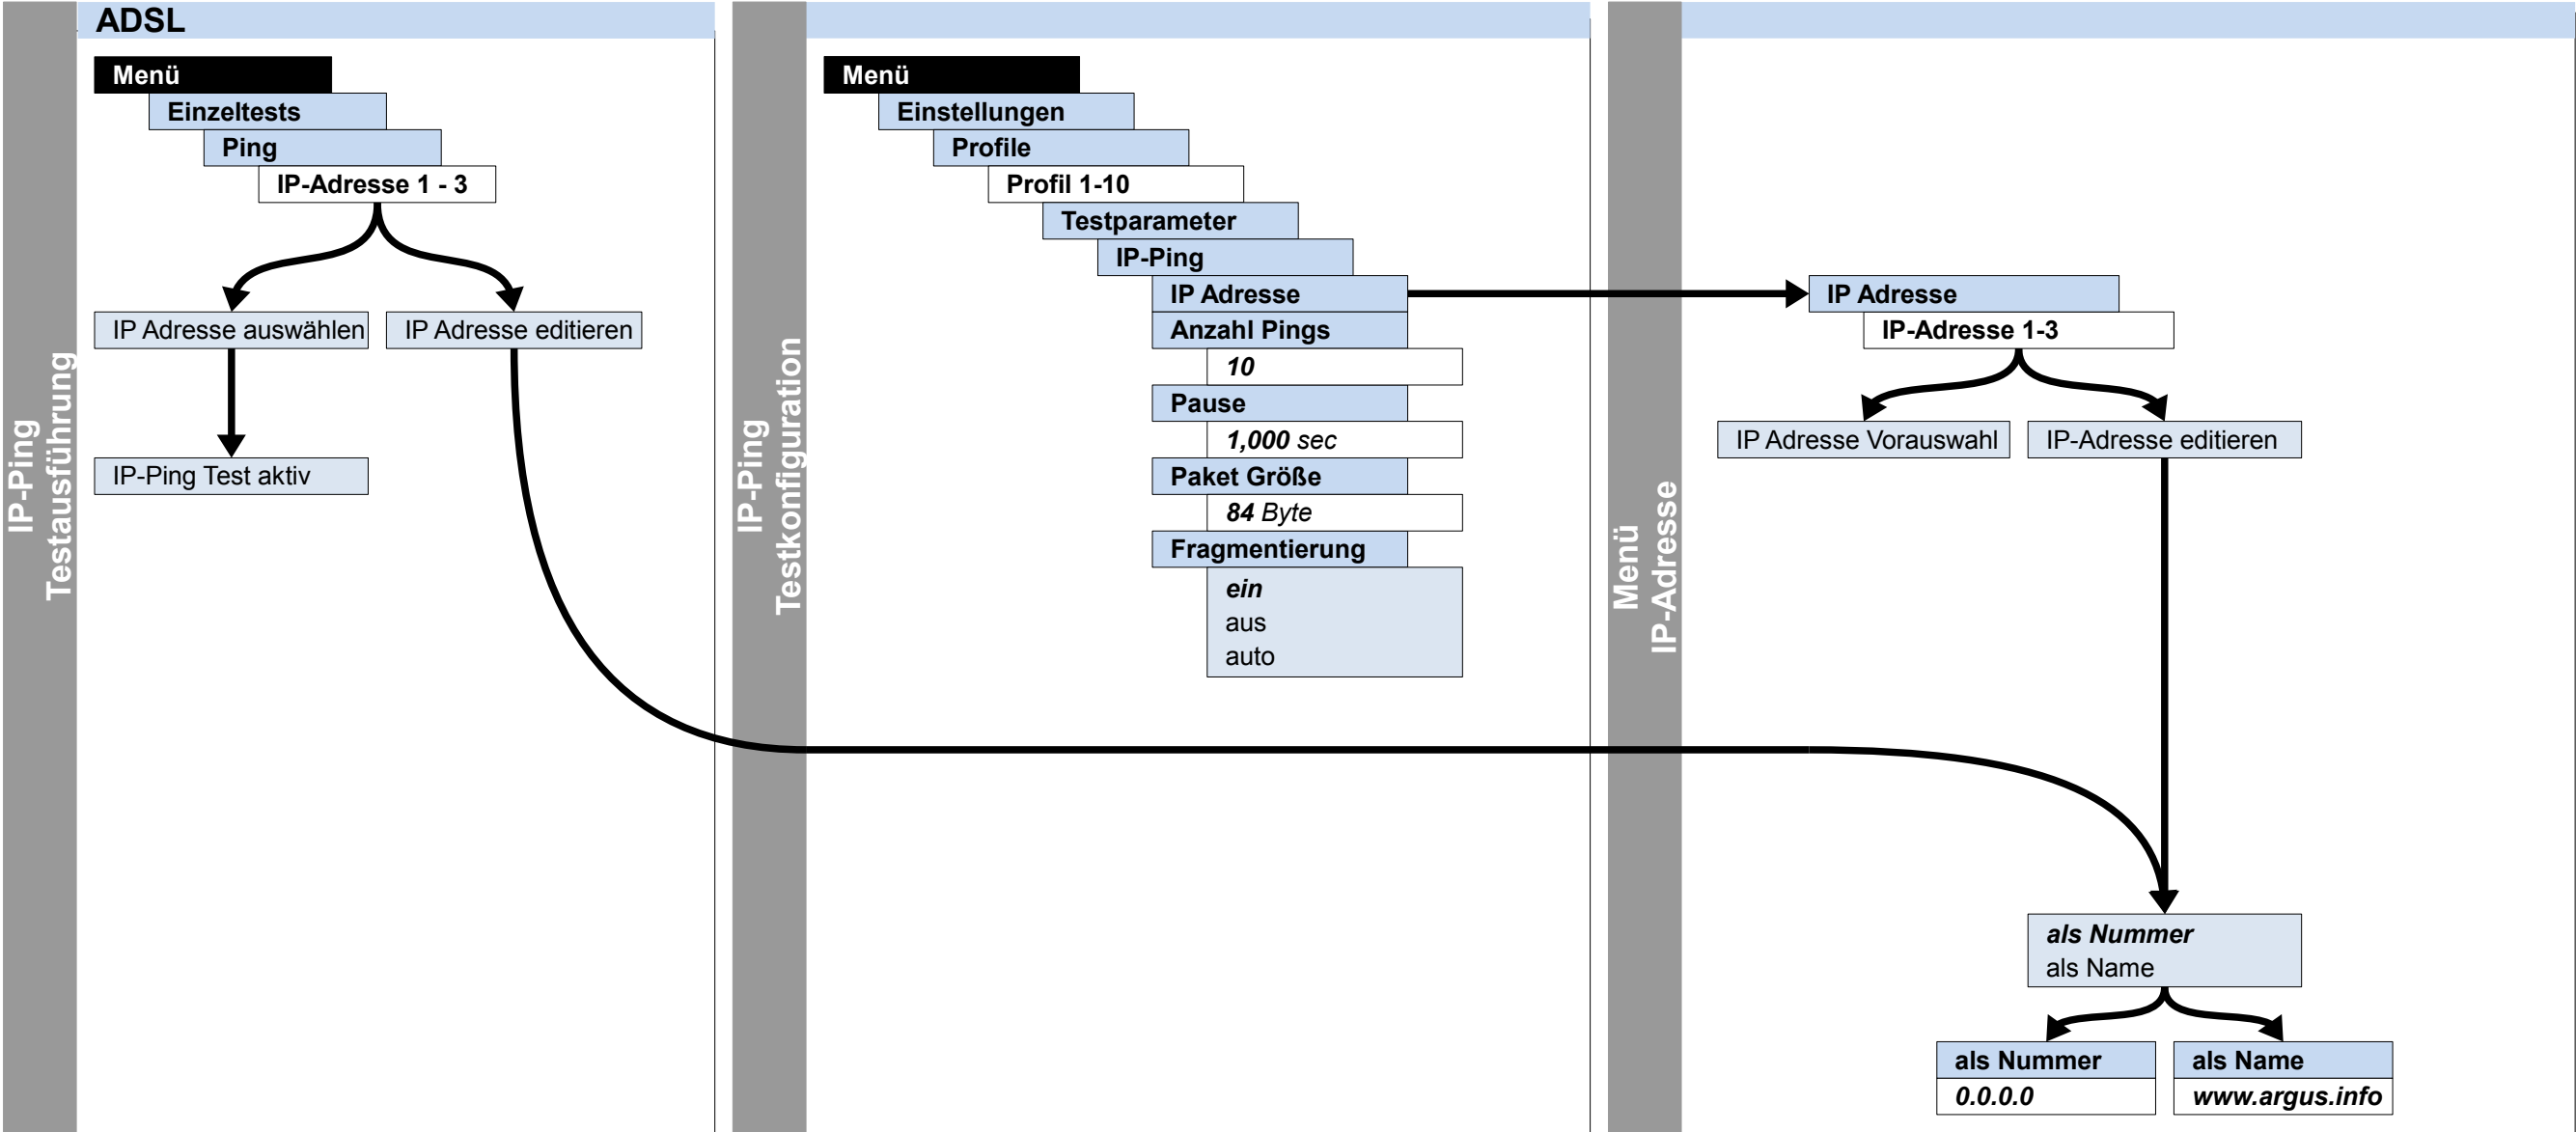 ADSL
IP-Ping
Testausführung
Menü
Einzeltests
Ping
IP-Adresse 1 - 3
IP Adresse auswählen
IP Adresse editieren
IP-Ping Test aktiv
IP-Ping
Testkonfiguration
Menü
Einstellungen
Profile
Profil 1-10
Testparameter
IP-Ping
IP Adresse
Anzahl Pings
10
Pause
1,000 sec
Paket Größe
84 Byte
Fragmentierung
ein
aus
auto
Menü
IP-Adresse
IP Adresse
IP-Adresse 1-3
IP Adresse Vorauswahl
IP-Adresse editieren
als Nummer
als Name
als Nummer
0.0.0.0
als Name
www.argus.info